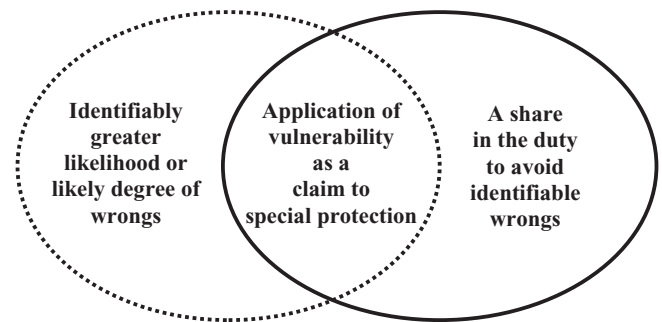 Identifiably
greater
likelihood or
likely degree of
wrongs
Application of
vulnerability
as a
claim to
special protection
A share
in the duty
to avoid
identifiable
wrongs